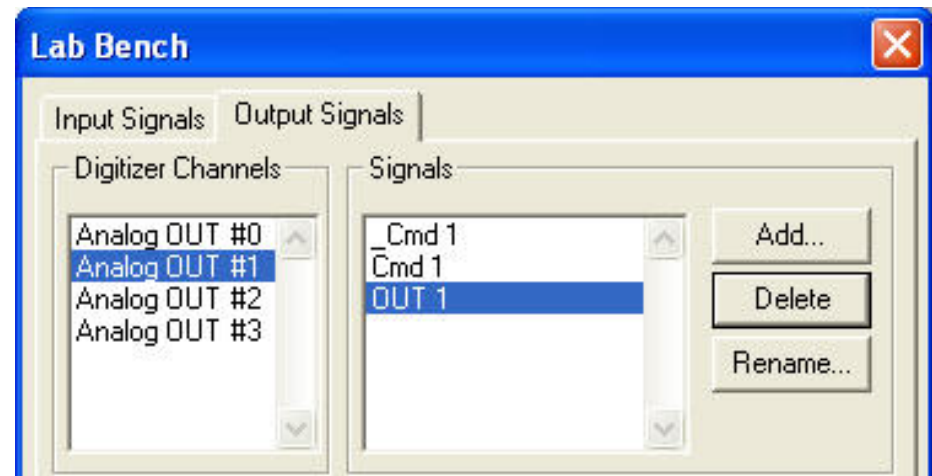 Lab Bench
Input Signals
Output Signals
Digitizer Channels
Analog OUT #0
Analog OUT #1
Analog OUT #2
Analog OUT #3
Signals
_Cmd 1
Cmd 1
OUT 1
Add...
Delete
Rename...